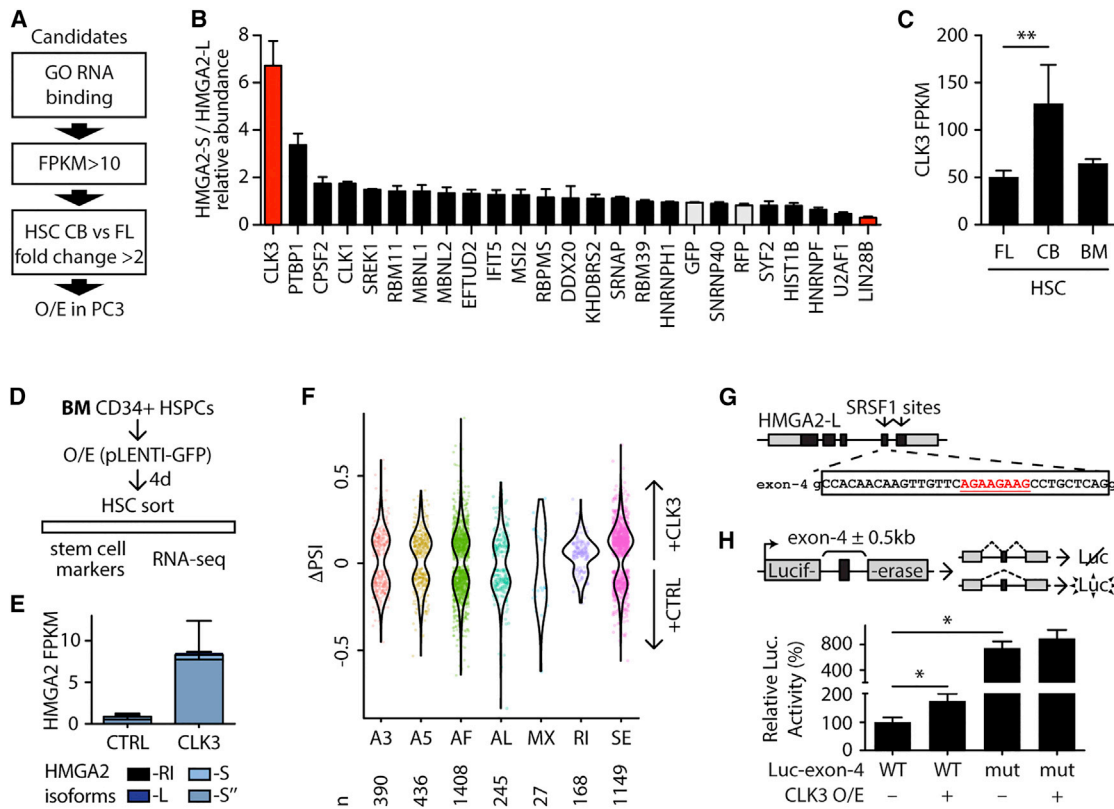 A
Candidates
GO RNA
binding
FPKM>10
HSC CB vs FL
fold change >2
O/E in PC3
B
HMGA2-S / HMGA2-L
relative abundance
8
6
4
2
0
CLK3
PTBP1
CPSF2
CLK1
SREK1
RBM11
MBNL1
MBNL2
EFTUD2
IFIT5
MSI2
RBPMS
DDX20
KHDBRS2
SRNAP
RBM39
HNRNPH1
GFP
SNRNP40
RFP
SYF2
HIST1B
HNRNPF
U2AF1
LIN28B
C
CLK3 FPKM
200
150
100
50
0
**
FL
CB
BM
HSC
D
BM CD34+ HSPCs
O/E (pLENTI-GFP)
4d
HSC sort
stem cell
markers
RNA-seq
E
HMGA2 FPKM
10
5
0
CTRL
CLK3
HMGA2
isoforms
-RI
-S
-L
-S"
F
ΔPSI
0.5
0
-0.5
+CLK3
+CTRL
A3 A5 AF AL MX RI SE
n 390 436 1408 245 27 168 1149
G
SRSF1 sites
HMGA2-L
exon-4 gCCACAACAAGTTGTTCAGAAGAAGCCTGCTCAGg
H
exon-4 ± 0.5kb
Lucif-
-erase
Luc
Luc
Relative Luc.
Activity (%)
800
400
200
100
0
*
*
Luc-exon-4 WT WT mut mut
CLK3 O/E – + – +